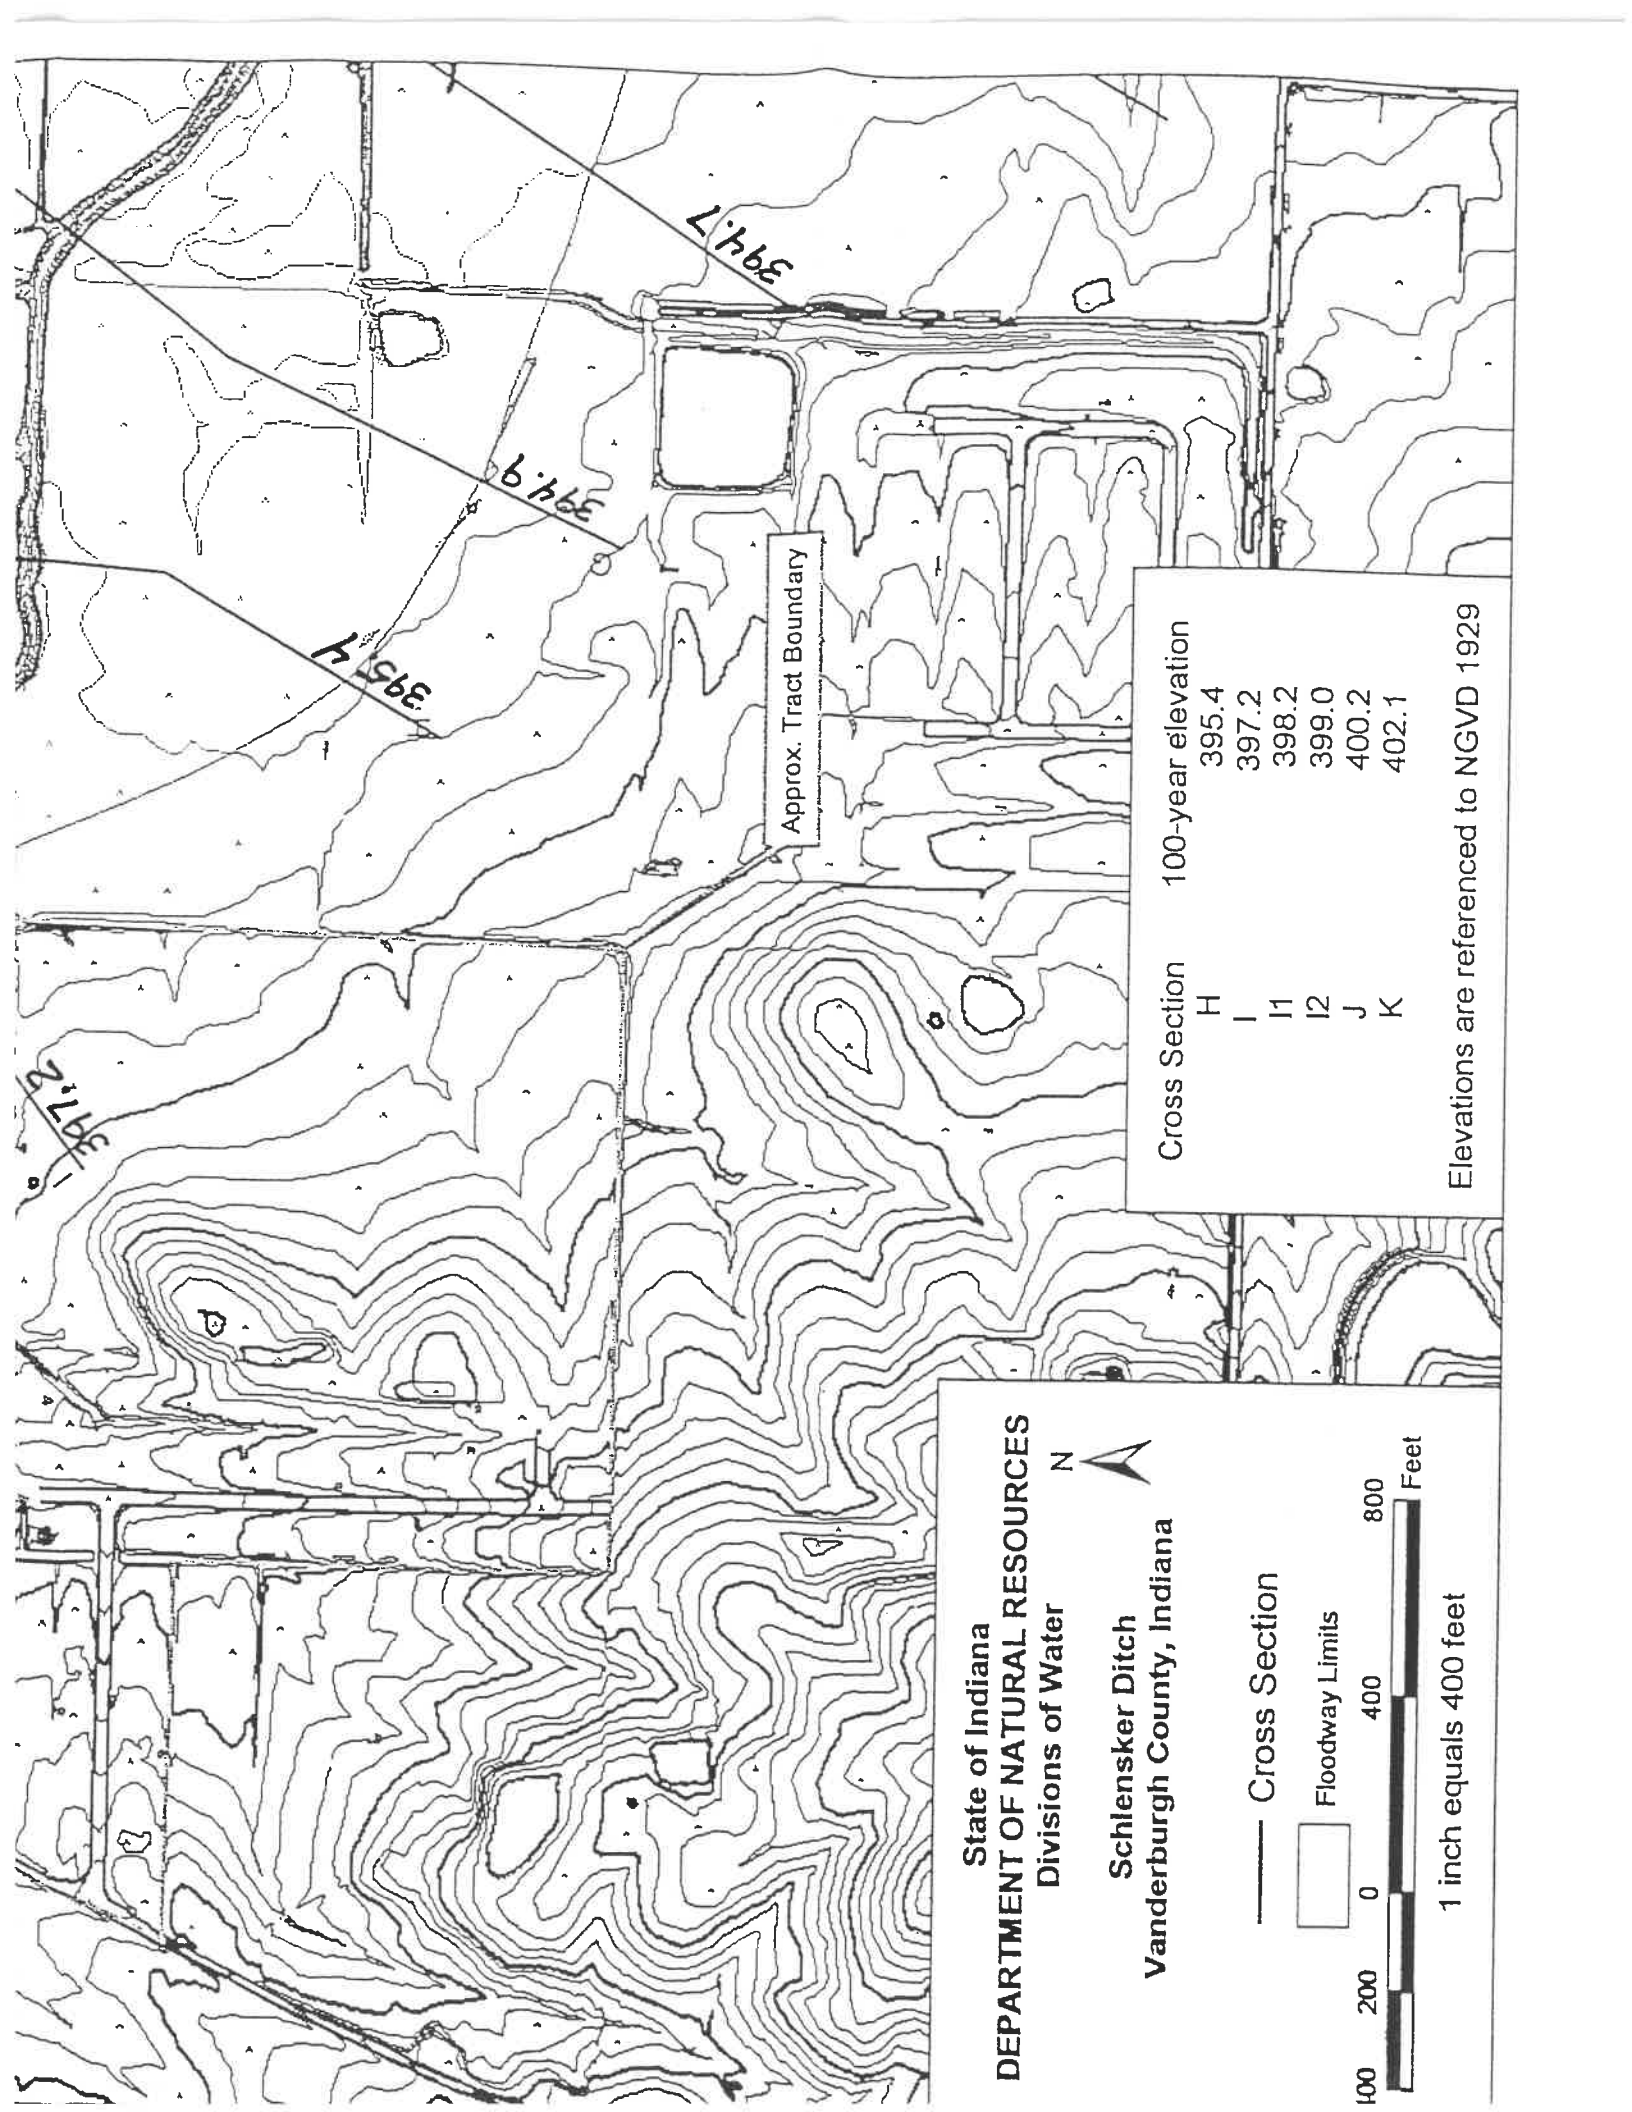 394.7
394.9
395.4
H
397.2
I
Approx. Tract Boundary
State of Indiana
DEPARTMENT OF NATURAL RESOURCES
Divisions of Water
Schlensker Ditch
Vanderburgh County, Indiana
N
Cross Section
Floodway Limits
400 200 0 400 800
Feet
1 inch equals 400 feet
Cross Section 100-year elevation
H 395.4
I 397.2
I1 398.2
I2 399.0
J 400.2
K 402.1
Elevations are referenced to NGVD 1929